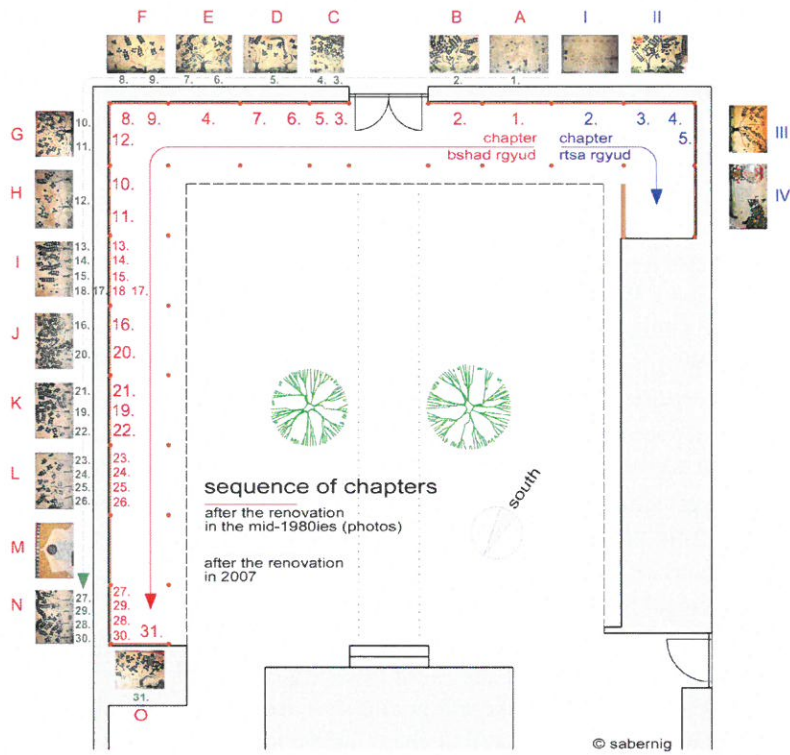 F E D C B A I II
8. 9. 7. 6. 5. 4. 3. 2. 1.
8. 9. 4. 7. 6. 5. 3. 2. 1. 2. 3. 4.
5.
chapter
bshad rgyud
chapter
rtsa rgyud
III
IV
G
10.
11.
12.
H
12.
10.
11.
I
13.
14.
15.
18. 17.
13.
14.
15.
18 17.
J
16.
20.
16.
20.
K
21.
19.
22.
21.
19.
22.
L
23.
24.
25.
26.
23.
24.
25.
26.
M
N
27.
29.
28.
30.
27.
29.
28.
30. 31.
31.
O
sequence of chapters
after the renovation
in the mid-1980ies (photos)
after the renovation
in 2007
south
© sabernig